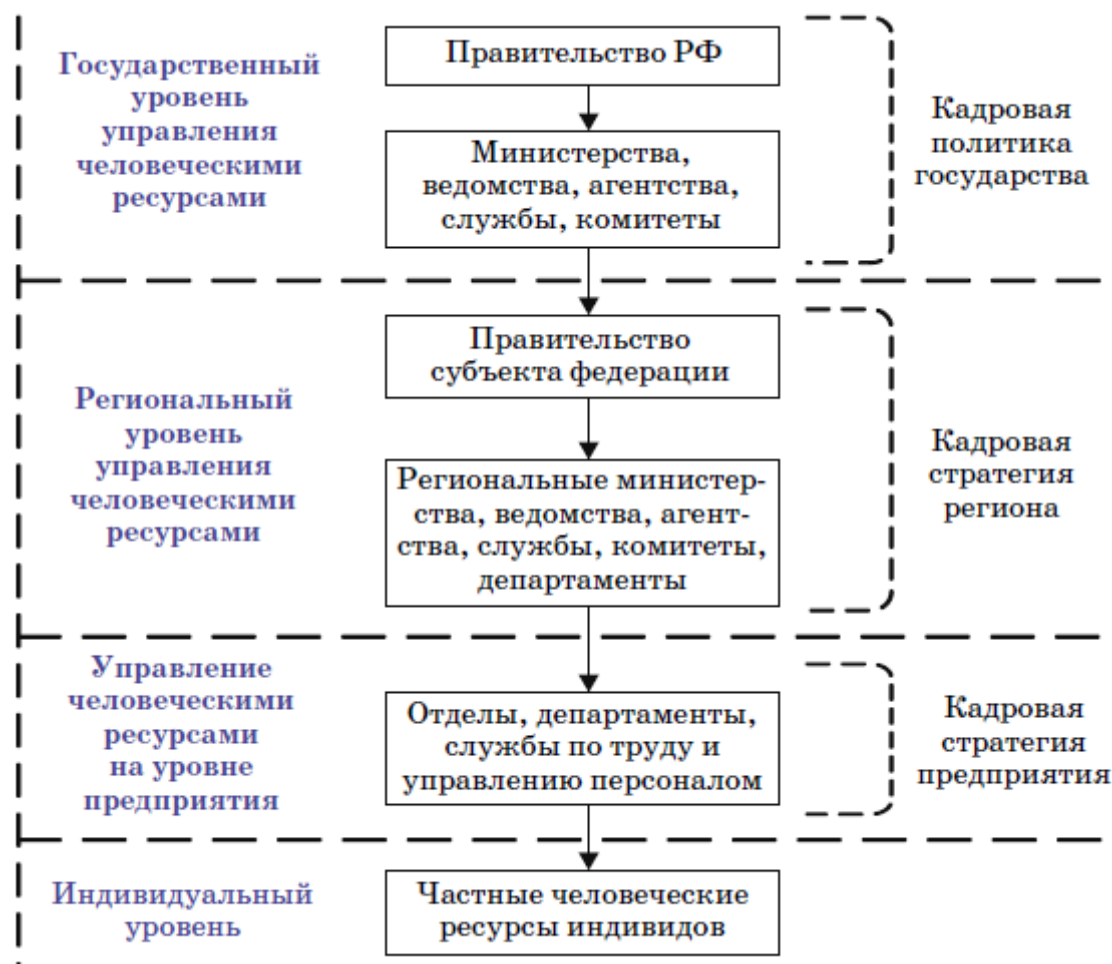 Государственный
уровень
управления
человеческими
ресурсами
Правительство РФ
Министерства,
ведомства, агентства,
службы, комитеты
Кадровая
политика
государства
Региональный
уровень
управления
человеческими
ресурсами
Правительство
субъекта федерации
Региональные министер-
ства, ведомства, агент-
ства, службы, комитеты,
департаменты
Кадровая
стратегия
региона
Управление
человеческими
ресурсами
на уровне
предприятия
Отделы, департаменты,
службы по труду и
управлению персоналом
Кадровая
стратегия
предприятия
Индивидуальный
уровень
Частные человеческие
ресурсы индивидов